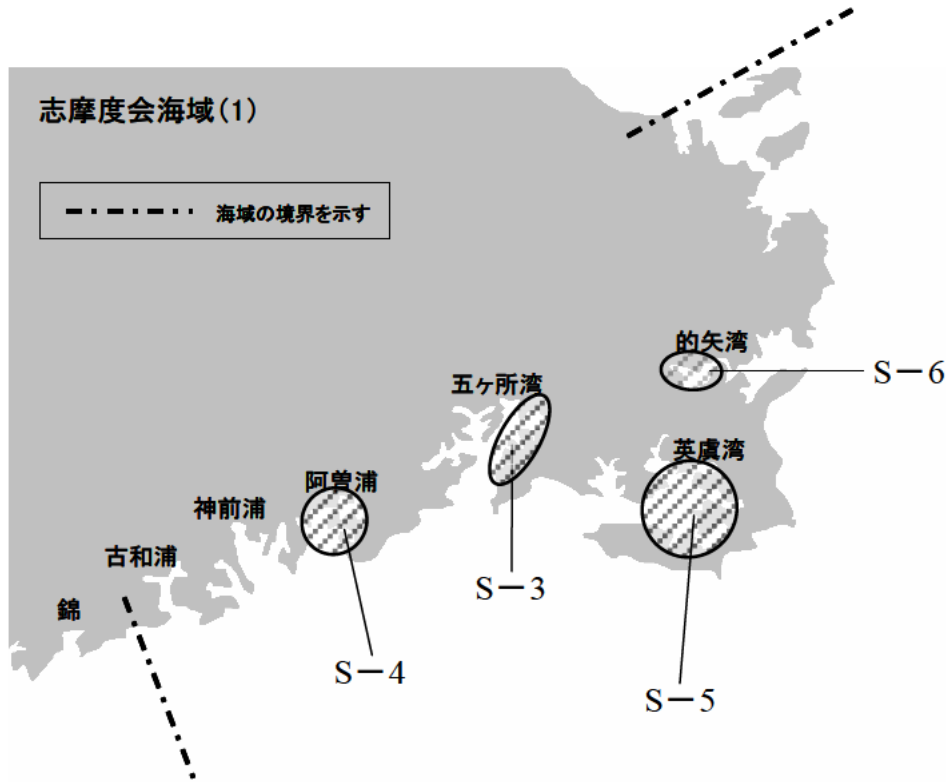 志摩度会海域(1)
海域の境界を示す
的矢湾
S－6
五ヶ所湾
英虞湾
阿曽浦
神前浦
古和浦
S－3
錦
S－4
S－5